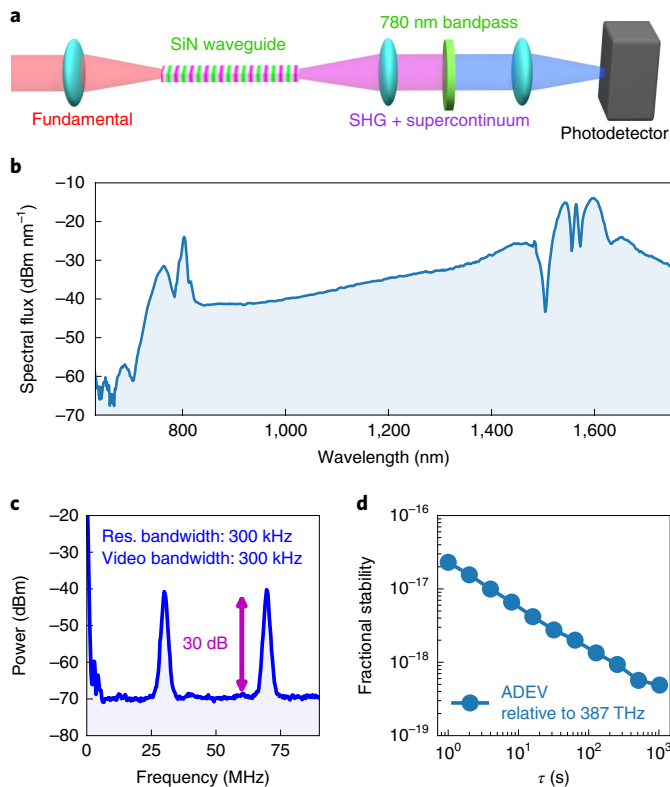 a
SiN waveguide
780 nm bandpass
Fundamental
SHG + supercontinuum
Photodetector
b
Spectral flux (dBm nm⁻¹)
–10
–20
–30
–40
–50
–60
–70
800
1,000
1,200
1,400
1,600
Wavelength (nm)
c
Power (dBm)
–20
–30
–40
–50
–60
–70
–80
Res. bandwidth: 300 kHz
Video bandwidth: 300 kHz
30 dB
0
25
50
75
Frequency (MHz)
d
Fractional stability
10⁻¹⁶
10⁻¹⁷
10⁻¹⁸
10⁻¹⁹
ADEV
relative to 387 THz
10⁰
10¹
10²
10³
τ (s)